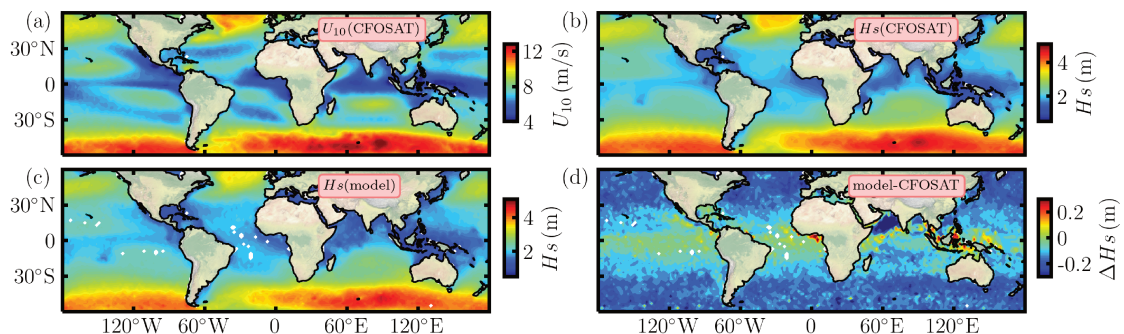 (a)
U10(CFOSAT)
30°N
0
30°S
12
8
4
U10 (m/s)
(b)
Hs(CFOSAT)
4
2
Hs (m)
(c)
Hs(model)
30°N
0
30°S
120°W 60°W 0 60°E 120°E
4
2
Hs (m)
(d)
model-CFOSAT
120°W 60°W 0 60°E 120°E
0.2
0
-0.2
ΔHs (m)